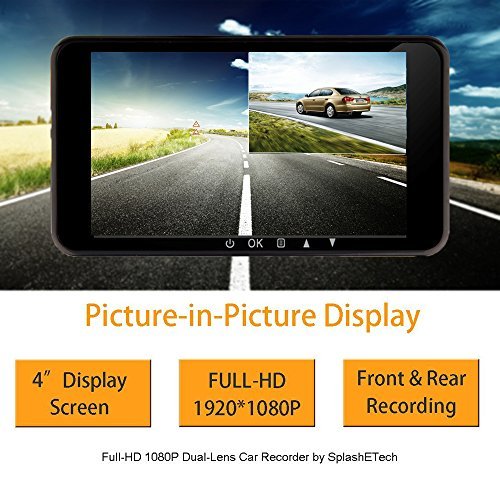 OK
Picture-in-Picture Display
4” Display
Screen
FULL-HD
1920*1080P
Front & Rear
Recording
Full-HD 1080P Dual-Lens Car Recorder by SplashETech